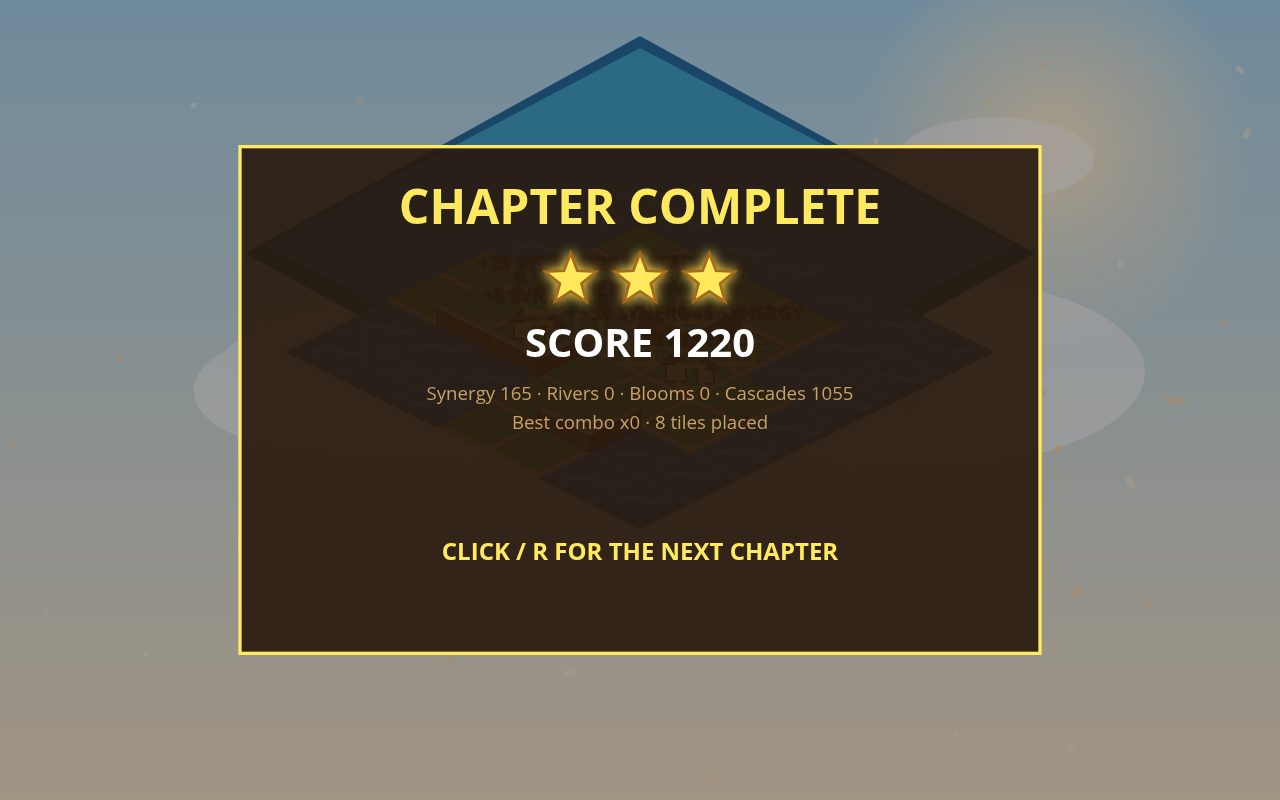 CHAPTER COMPLETE
SCORE 1220
Synergy 165 · Rivers 0 · Blooms 0 · Cascades 1055
Best combo x0 · 8 tiles placed
CLICK / R FOR THE NEXT CHAPTER